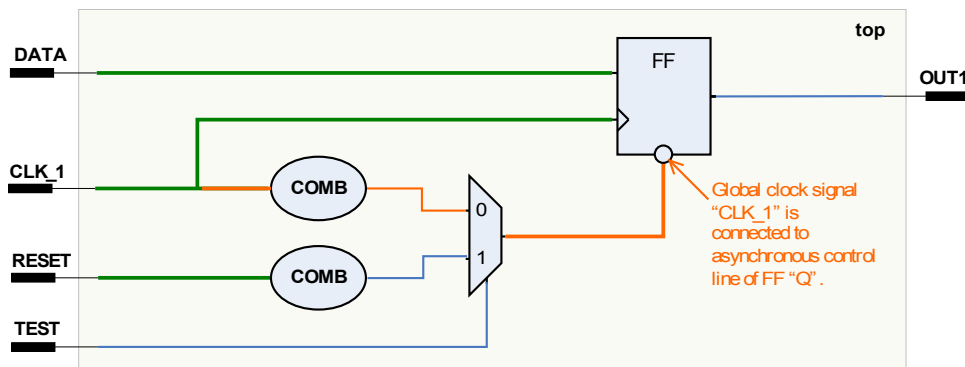 top
DATA
FF
OUT1
CLK_1
COMB
0
Global clock signal
“CLK_1” is
connected to
asynchronous control
line of FF “Q” .
1
RESET
COMB
TEST